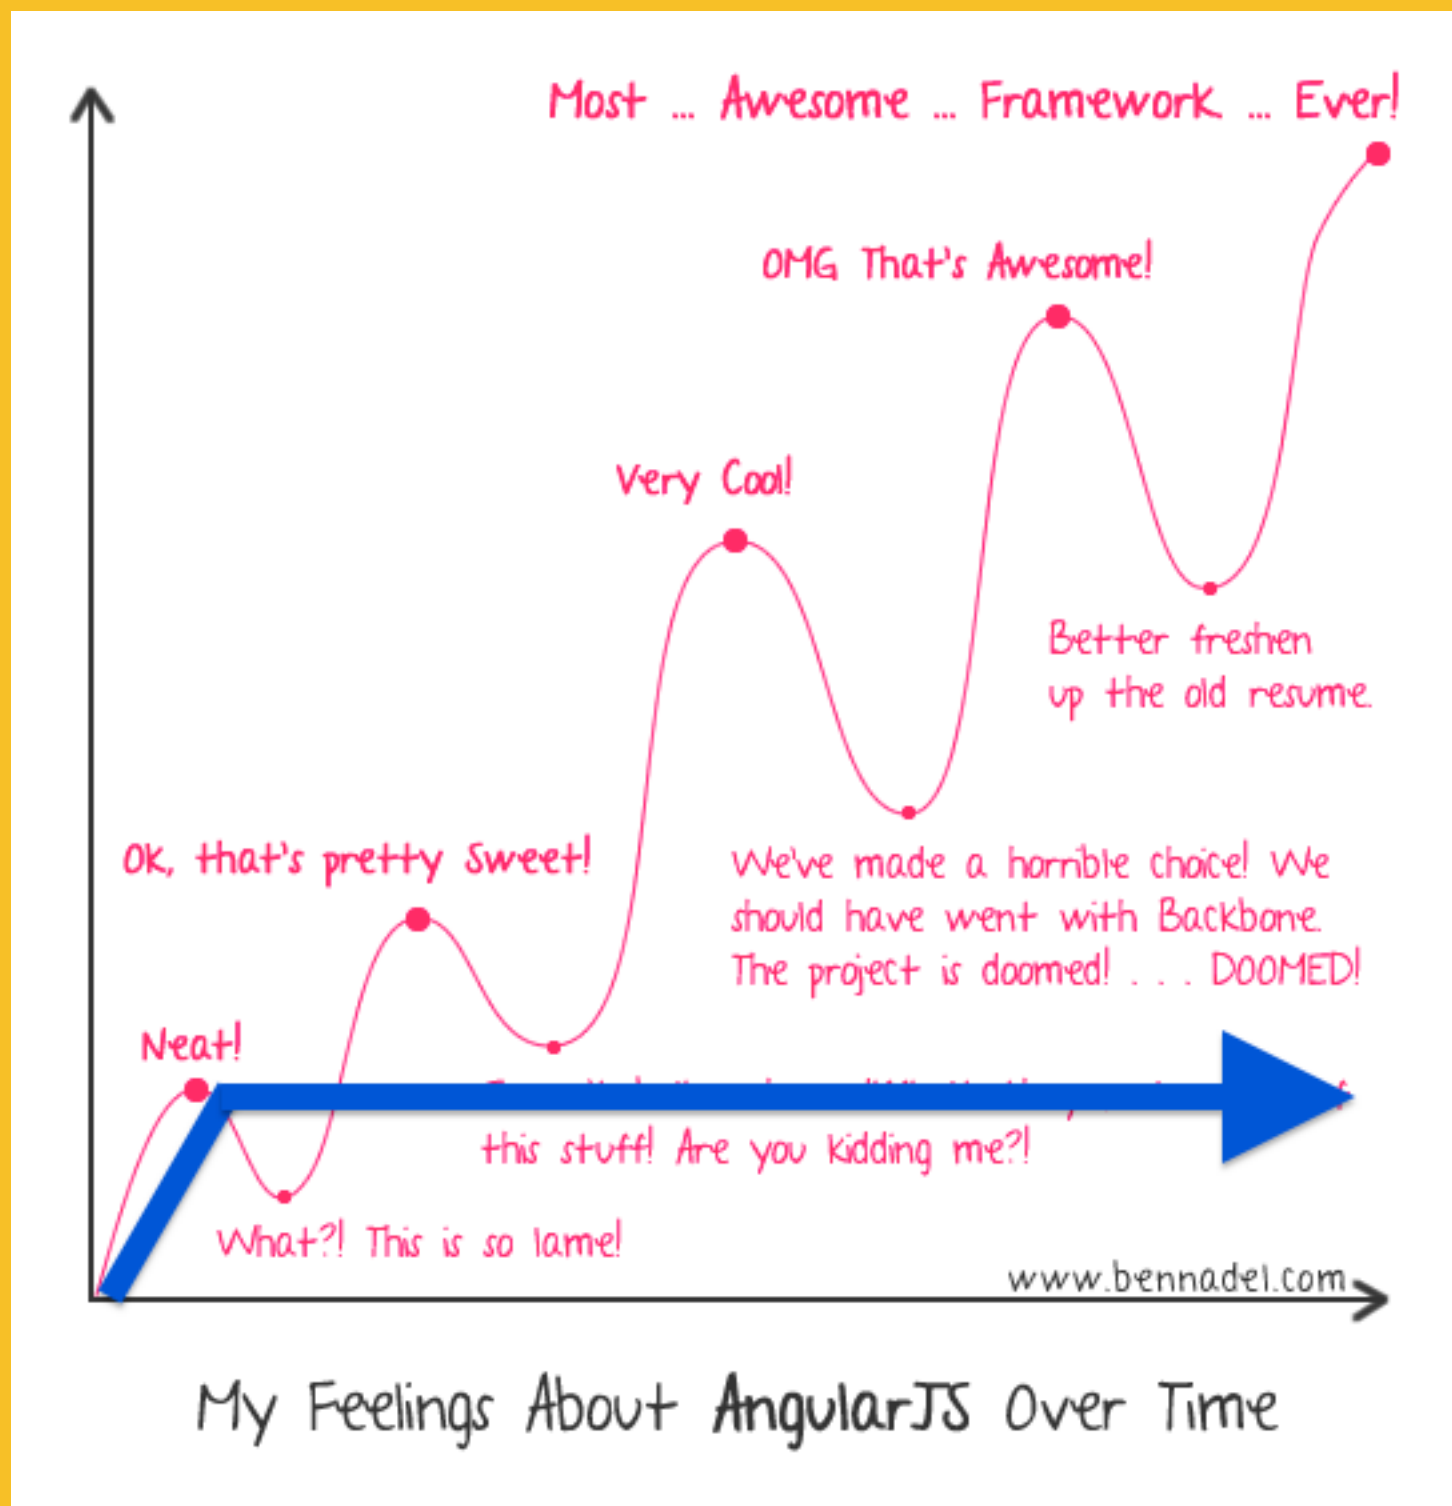 Most ... Awesome ... Framework ... Ever!
OMG That's Awesome!
Very Cool!
Better freshen
up the old resume.
OK, that's pretty Sweet!
We've made a horrible choice! We
should have went with Backbone.
The project is doomed! . . . DOOMED!
Neat!
this stuff! Are you kidding me?!
What?! This is so lame!
www.bennadel.com
My Feelings About AngularJS Over Time